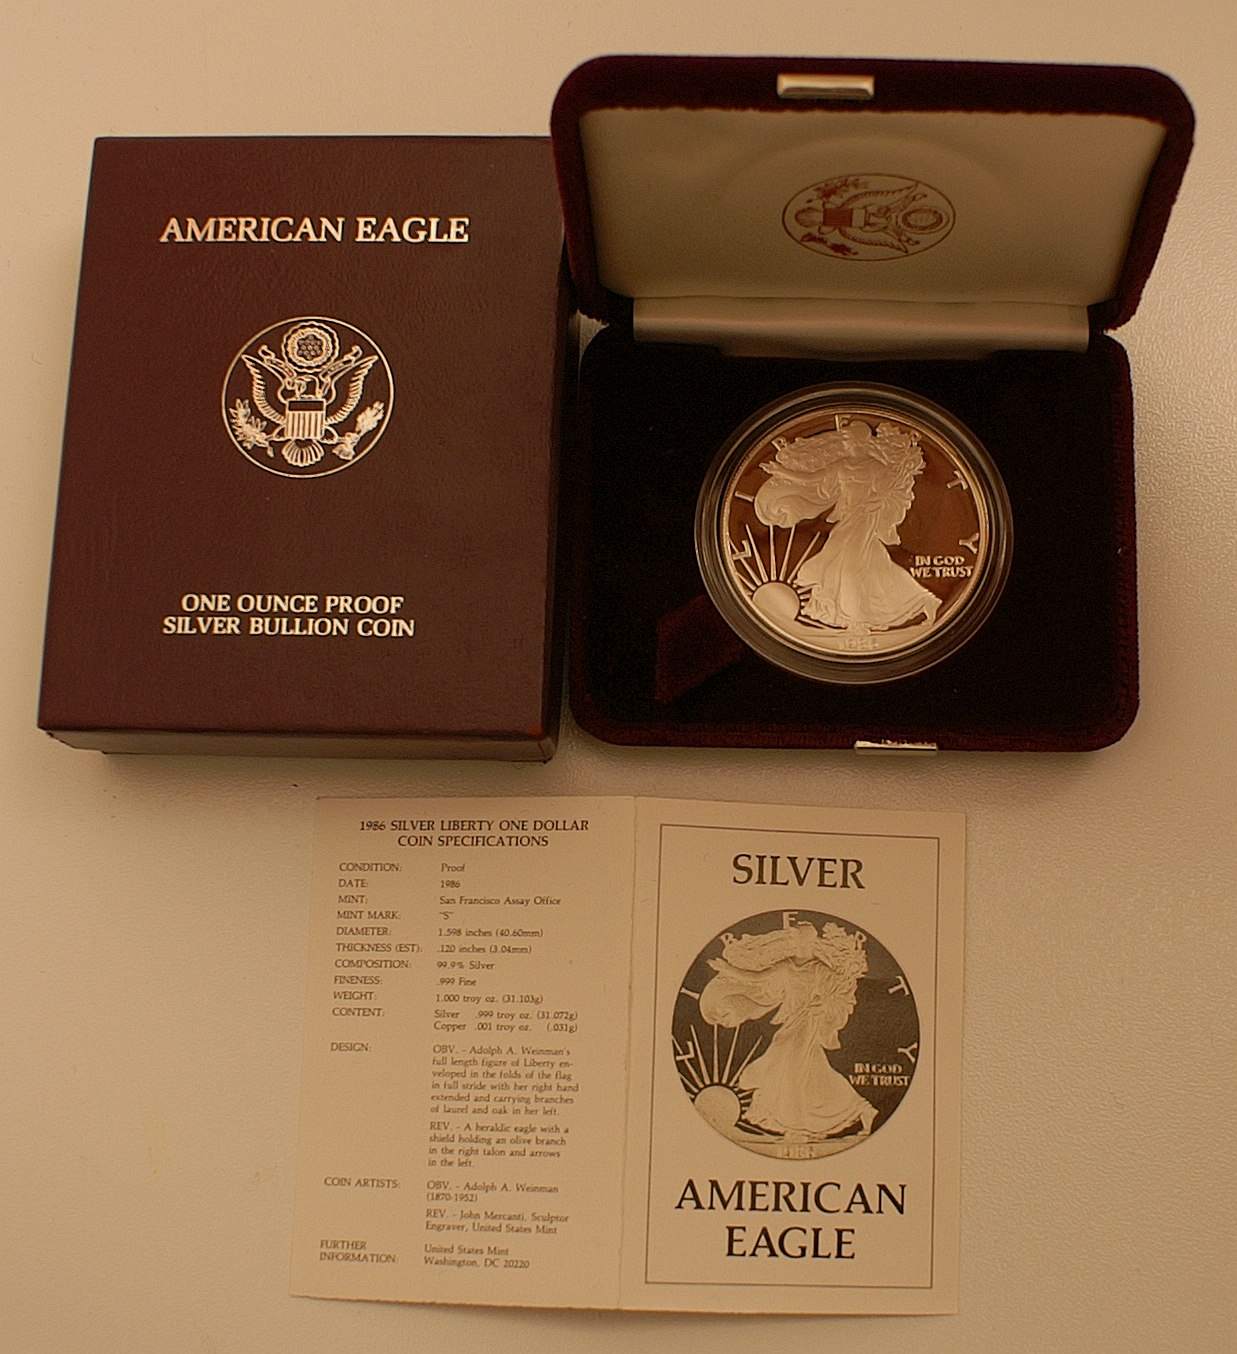 AMERICAN EAGLE
ONE OUNCE PROOF
SILVER BULLION COIN
LIBERTY
IN GOD
WE TRUST
1986 SILVER LIBERTY ONE DOLLAR
COIN SPECIFICATIONS
CONDITION: Proof
DATE: 1986
MINT: San Francisco Assay Office
MINT MARK: "S"
DIAMETER: 1.598 inches (40.60mm)
THICKNESS (EST): .120 inches (3.04mm)
COMPOSITION: 99.9% Silver
FINENESS: .999 Fine
WEIGHT: 1.000 troy oz. (31.103g)
CONTENT: Silver .999 troy oz. (31.072g)
Copper .001 troy oz. (.031g)
DESIGN: OBV. - Adolph A. Weinman's
full length figure of Liberty en-
veloped in the folds of the flag
in full stride with her right hand
extended and carrying branches
of laurel and oak in her left.
REV. - A heraldic eagle with a
shield holding an olive branch
in the right talon and arrows
in the left.
COIN ARTISTS: OBV. - Adolph A. Weinman
(1870-1952)
REV. - John Mercanti, Sculptor
Engraver, United States Mint
FURTHER
INFORMATION: United States Mint
Washington, DC 20220
SILVER
LIBERTY
IN GOD
WE TRUST
AMERICAN
EAGLE